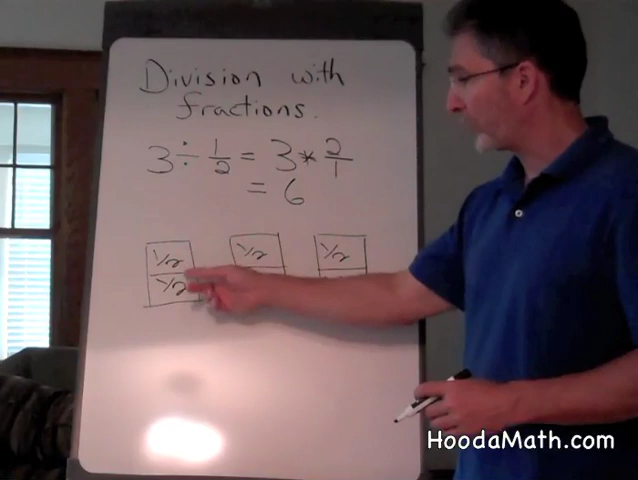 Division with
fractions.
3 ÷ 1/2 = 3 * 2/1
= 6
1/2 1/2 1/2
1/2
HoodaMath.com